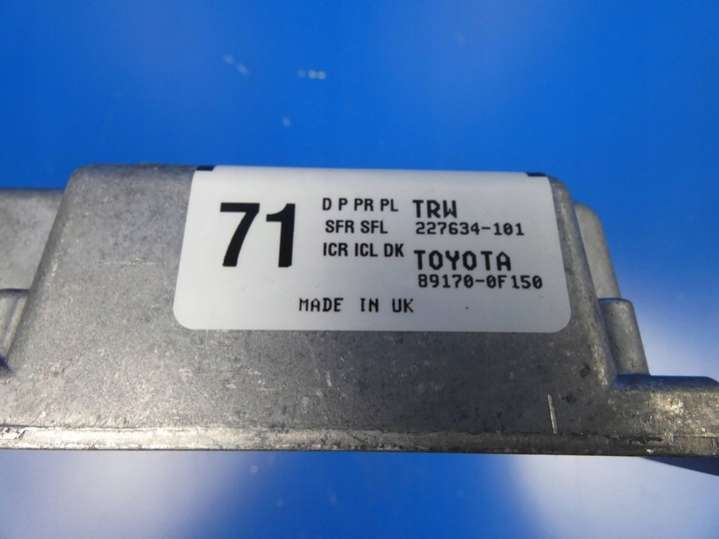 71
D P PR PL
SFR SFL
ICR ICL DK
TRW
227634-101
TOYOTA
89170-0F150
MADE IN UK